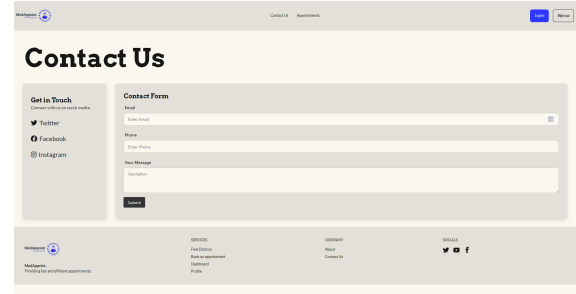 MedAppoint
Contact Us
Appointments
Login
Signup
Contact Us
Get in Touch
Connect with us on social media
Twitter
Facebook
Instagram
Contact Form
Email
Enter Email
Phone
Enter Phone
Your Message
Description
Submit
MedAppoint
MedAppoint.
Providing fast and efficient appointments.
SERVICES
Find Doctors
Book an appointment
Dashboard
Profile
COMPANY
About
Contact Us
SOCIALS